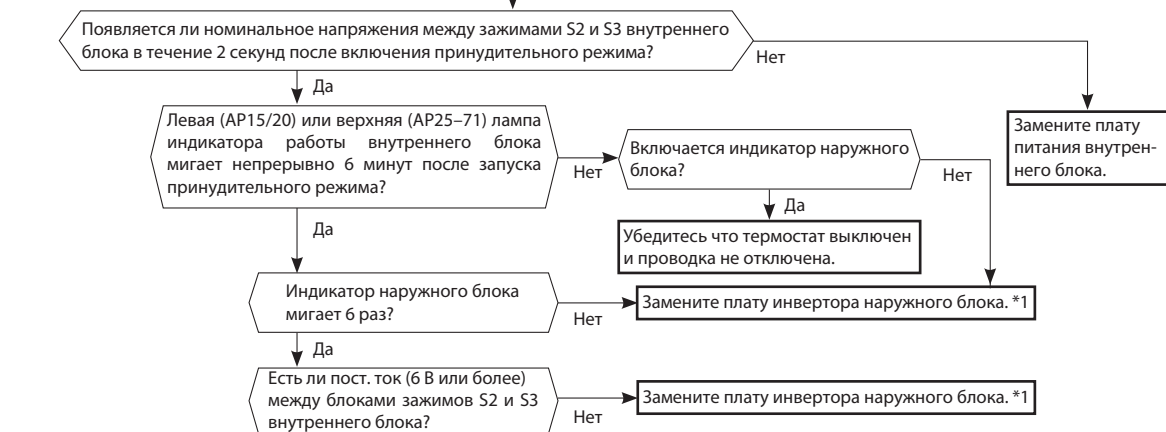 Появляется ли номинальное напряжения между зажимами S2 и S3 внутреннего
блока в течение 2 секунд после включения принудительного режима?
Нет
Да
Замените плату
питания внутрен-
него блока.
Левая (AP15/20) или верхняя (AP25–71) лампа
индикатора работы внутреннего блока
мигает непрерывно 6 минут после запуска
принудительного режима?
Нет
Включается индикатор наружного
блока?
Нет
Да
Убедитесь что термостат выключен
и проводка не отключена.
Да
Индикатор наружного блока
мигает 6 раз?
Нет
Замените плату инвертора наружного блока. *1
Да
Есть ли пост. ток (6 В или более)
между блоками зажимов S2 и S3
внутреннего блока?
Нет
Замените плату инвертора наружного блока. *1